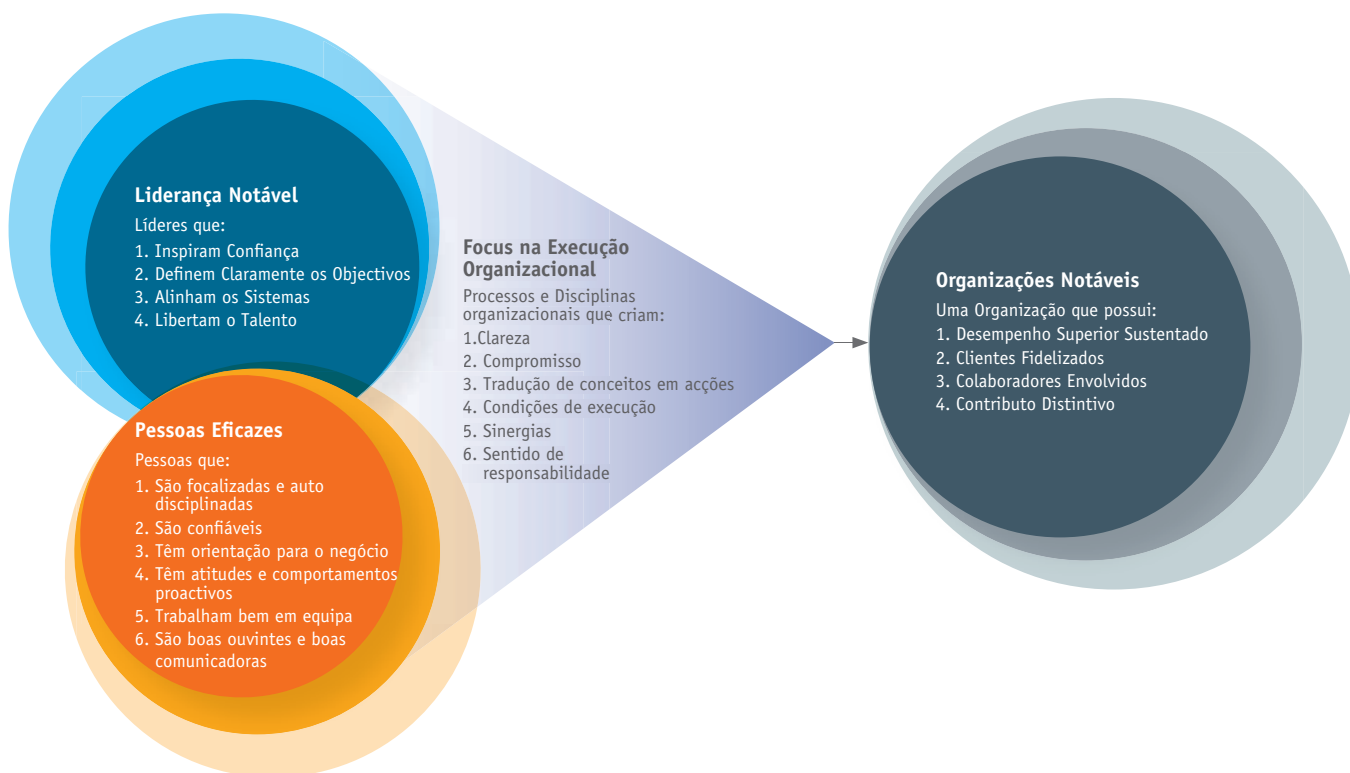 Liderança Notável
Líderes que:
1. Inspiram Confiança
2. Definem Claramente os Objectivos
3. Alinham os Sistemas
4. Libertam o Talento
Pessoas Eficazes
Pessoas que:
1. São focalizadas e auto
disciplinadas
2. São confiáveis
3. Têm orientação para o negócio
4. Têm atitudes e comportamentos
proactivos
5. Trabalham bem em equipa
6. São boas ouvintes e boas
comunicadoras
Focus na Execução
Organizacional
Processos e Disciplinas
organizacionais que criam:
1.Clareza
2. Compromisso
3. Tradução de conceitos em acções
4. Condições de execução
5. Sinergias
6. Sentido de
responsabilidade
Organizações Notáveis
Uma Organização que possui:
1. Desempenho Superior Sustentado
2. Clientes Fidelizados
3. Colaboradores Envolvidos
4. Contributo Distintivo